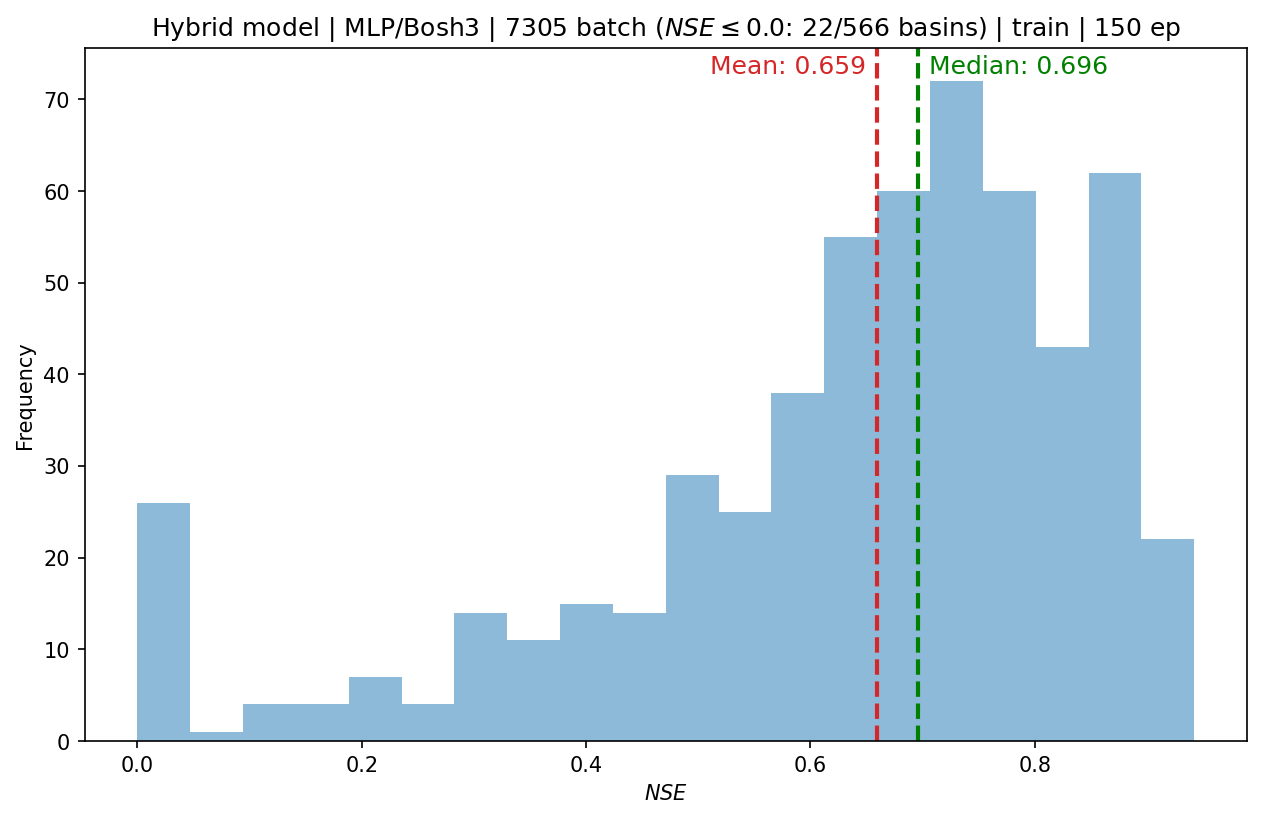 Hybrid model | MLP/Bosh3 | 7305 batch (NSE ≤ 0.0: 22/566 basins) | train | 150 ep
Mean: 0.659
Median: 0.696
70
60
50
40
30
20
10
0
Frequency
0.0
0.2
0.4
0.6
0.8
NSE